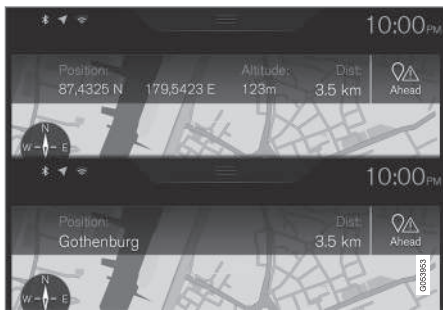 10:00PM
Position: Altitude: Dist:
87,4325 N 179,5423 E 123m 3.5 km Ahead
N
W E
10:00PM
Position: Dist:
Gothenburg 3.5 km Ahead
N
W E
G053953